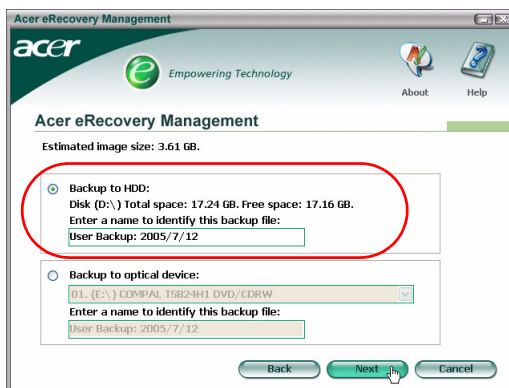 Acer eRecovery Management
acer
e Empowering Technology
About
Help
Acer eRecovery Management
Estimated image size: 3.61 GB.
Backup to HDD:
Disk (D:\) Total space: 17.24 GB. Free space: 17.16 GB.
Enter a name to identify this backup file:
User Backup: 2005/7/12
Backup to optical device:
01. (E:\) COMPAL TSB24H1 DVD/CDRW
Enter a name to identify this backup file:
User Backup: 2005/7/12
Back
Next
Cancel